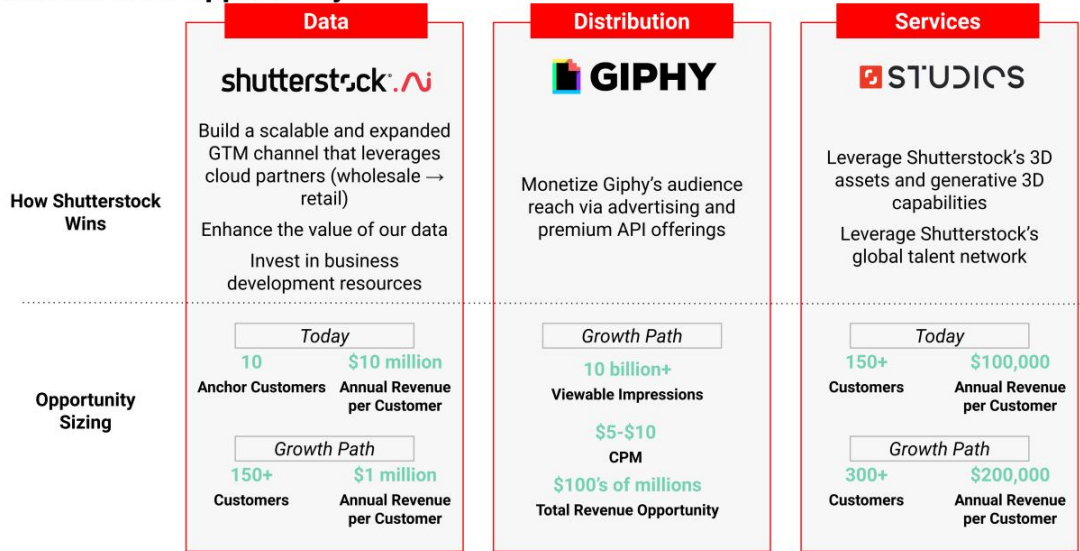 Data
shutterstock.ai
Build a scalable and expanded
GTM channel that leverages
cloud partners (wholesale →
retail)
Enhance the value of our data
Invest in business
development resources
Distribution
GIPHY
Monetize Giphy's audience
reach via advertising and
premium API offerings
Services
STUDIOS
Leverage Shutterstock's 3D
assets and generative 3D
capabilities
Leverage Shutterstock's
global talent network
How Shutterstock
Wins
Opportunity
Sizing
Today
10
Anchor Customers
$10 million
Annual Revenue
per Customer
Growth Path
150+
Customers
$1 million
Annual Revenue
per Customer
Growth Path
10 billion+
Viewable Impressions
$5-$10
CPM
$100's of millions
Total Revenue Opportunity
Today
150+
Customers
$100,000
Annual Revenue
per Customer
Growth Path
300+
Customers
$200,000
Annual Revenue
per Customer